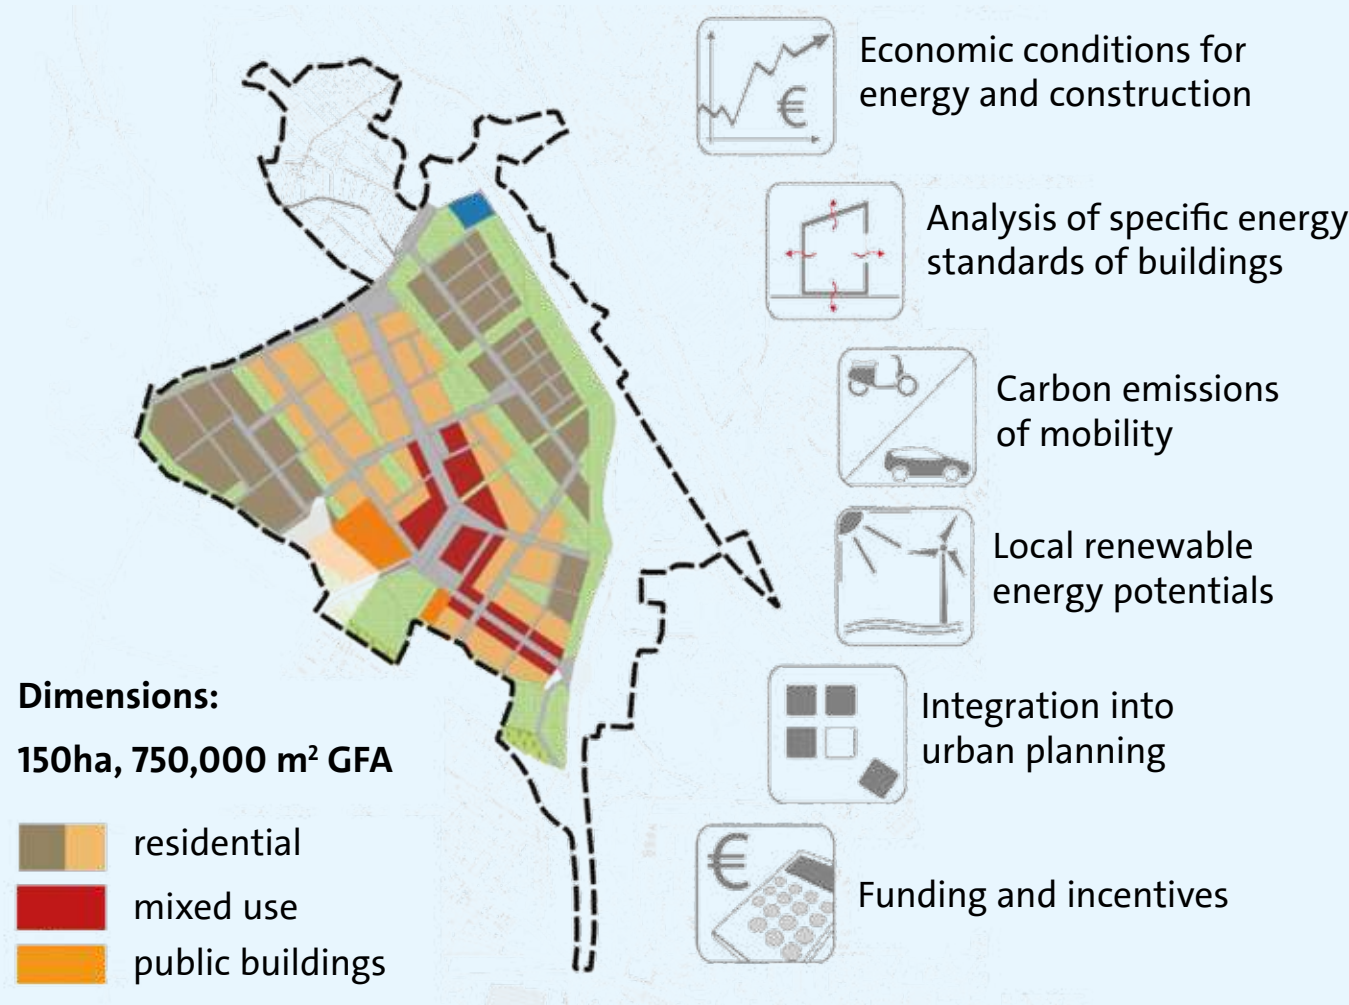 Economic conditions for
energy and construction
€
Analysis of specific energy
standards of buildings
Carbon emissions
of mobility
Local renewable
energy potentials
Dimensions:
150ha, 750,000 m² GFA
residential
mixed use
public buildings
Integration into
urban planning
€
Funding and incentives